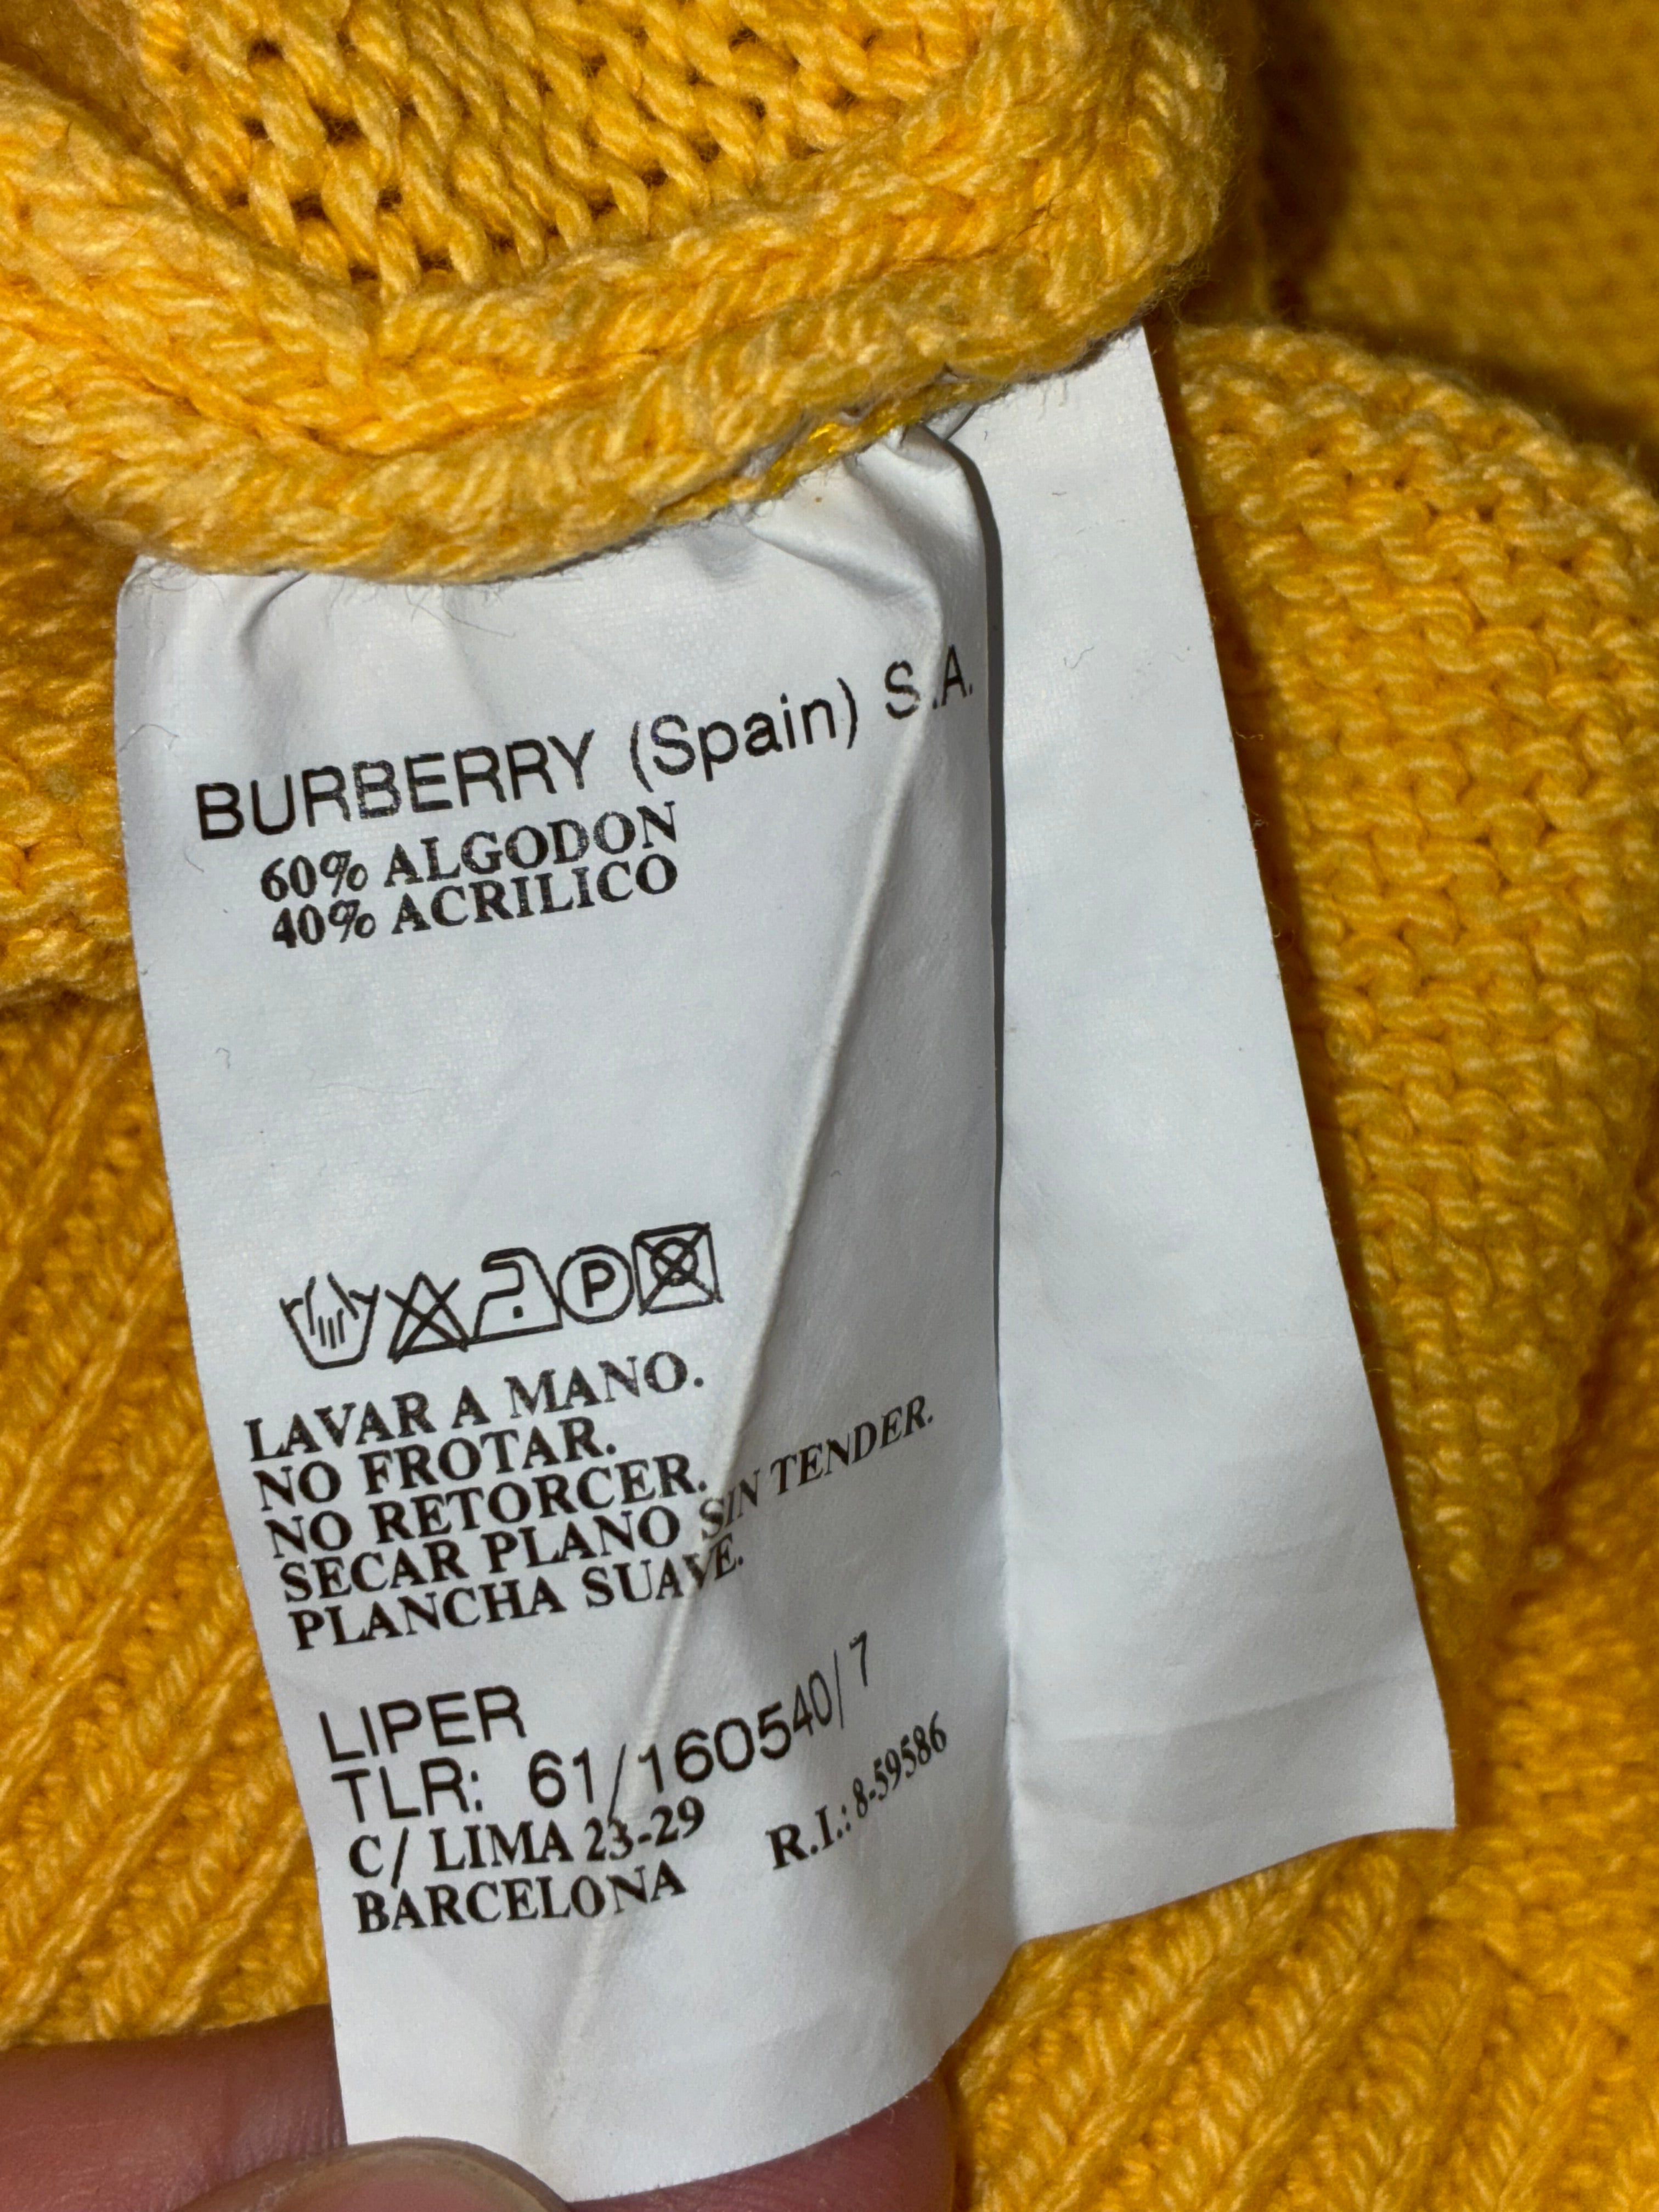 BURBERRY (Spain) S.A.
60% ALGODON
40% ACRILICO
P
LAVAR A MANO.
NO FROTAR.
NO RETORCER.
SECAR PLANO SIN TENDER.
PLANCHA SUAVE.
LIPER
TLR: 61/160540/7
C/ LIMA 23-29 R.I.: 8-59586
BARCELONA